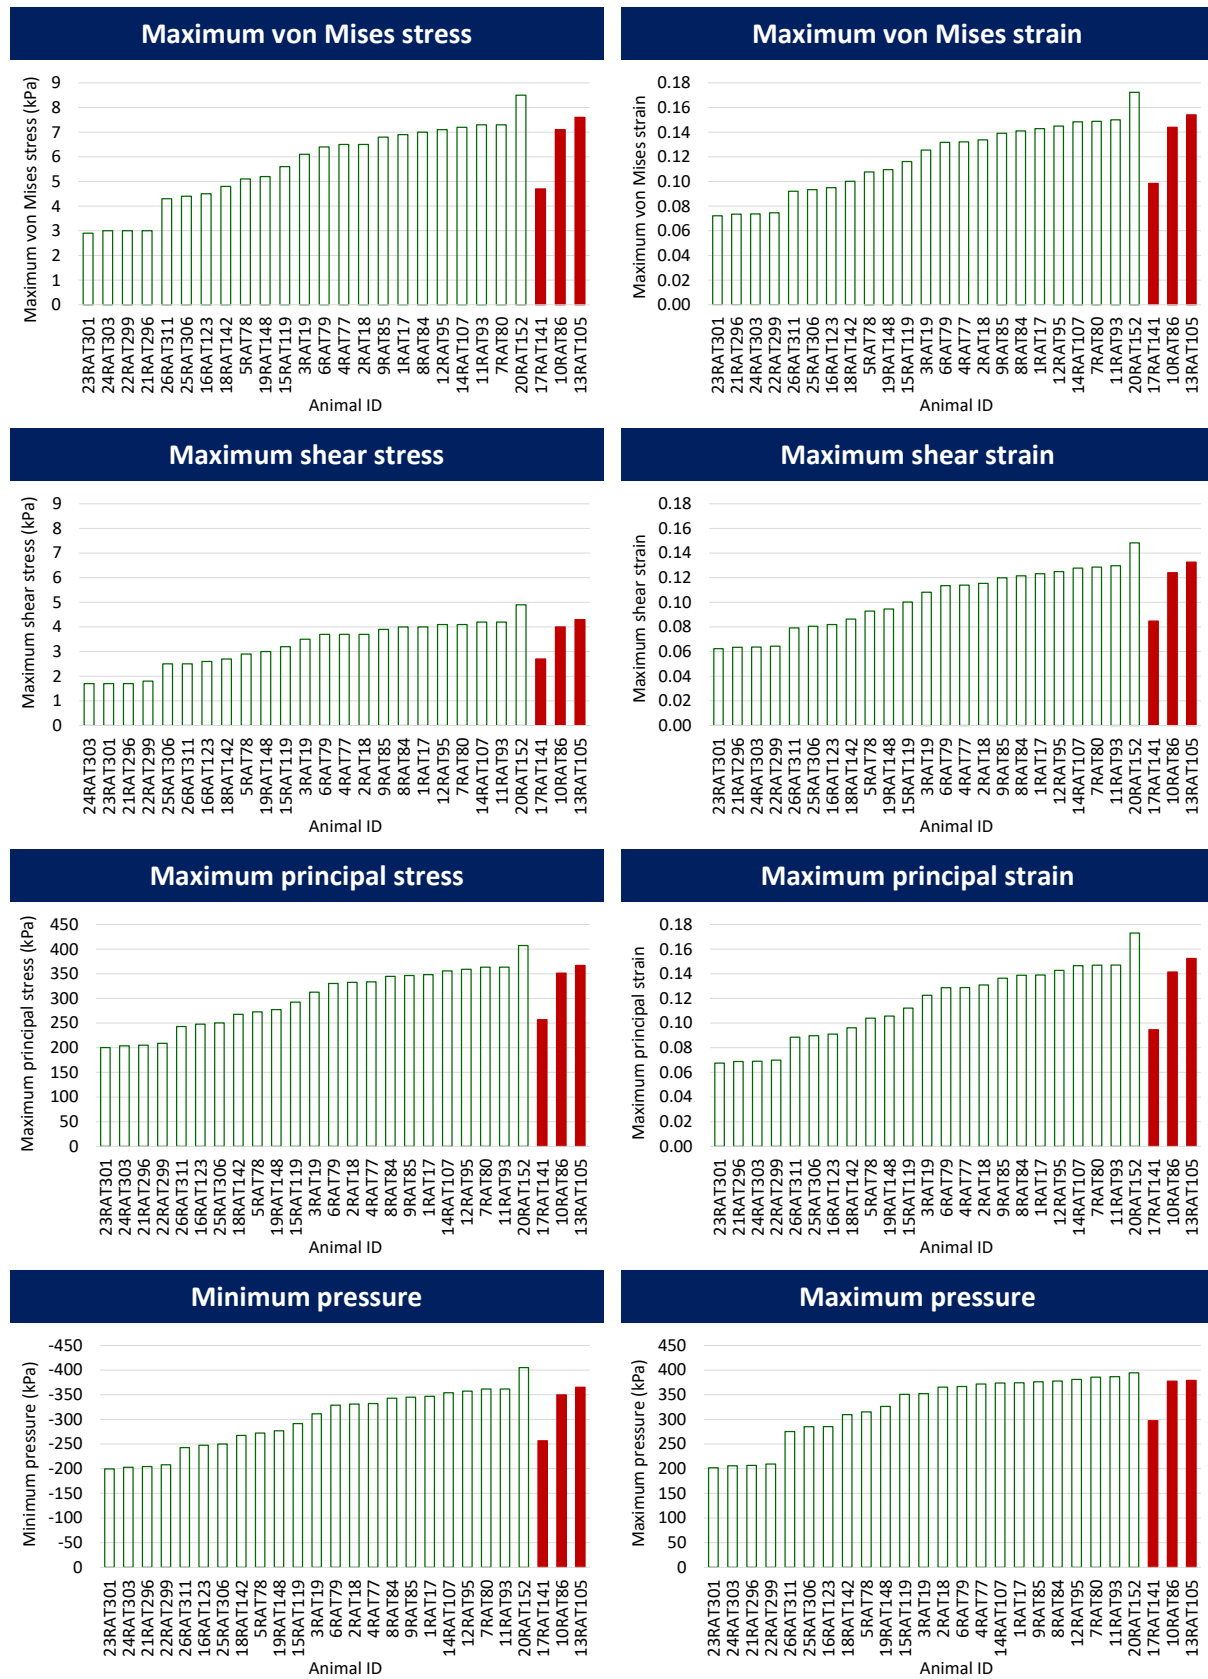 Maximum von Mises stress
Maximum von Mises stress (kPa)
9
8
7
6
5
4
3
2
1
0
23RAT301
24RAT303
22RAT299
21RAT296
26RAT311
25RAT306
16RAT123
18RAT142
5RAT78
19RAT148
15RAT119
3RAT19
6RAT79
4RAT77
2RAT18
9RAT85
1RAT17
8RAT84
12RAT95
14RAT107
11RAT93
7RAT80
20RAT152
17RAT141
10RAT86
13RAT105
Animal ID
Maximum von Mises strain
Maximum von Mises strain
0.18
0.16
0.14
0.12
0.10
0.08
0.06
0.04
0.02
0.00
23RAT301
21RAT296
24RAT303
22RAT299
26RAT311
25RAT306
16RAT123
18RAT142
5RAT78
19RAT148
15RAT119
3RAT19
6RAT79
4RAT77
2RAT18
9RAT85
8RAT84
1RAT17
12RAT95
14RAT107
7RAT80
11RAT93
20RAT152
17RAT141
10RAT86
13RAT105
Animal ID
Maximum shear stress
Maximum shear stress (kPa)
9
8
7
6
5
4
3
2
1
0
24RAT303
23RAT301
21RAT296
22RAT299
25RAT306
26RAT311
16RAT123
18RAT142
5RAT78
19RAT148
15RAT119
3RAT19
6RAT79
4RAT77
2RAT18
9RAT85
8RAT84
1RAT17
12RAT95
7RAT80
14RAT107
11RAT93
20RAT152
17RAT141
10RAT86
13RAT105
Animal ID
Maximum shear strain
Maximum shear strain
0.18
0.16
0.14
0.12
0.10
0.08
0.06
0.04
0.02
0.00
23RAT301
21RAT296
24RAT303
22RAT299
26RAT311
25RAT306
16RAT123
18RAT142
5RAT78
19RAT148
15RAT119
3RAT19
6RAT79
4RAT77
2RAT18
9RAT85
8RAT84
1RAT17
12RAT95
14RAT107
7RAT80
11RAT93
20RAT152
17RAT141
10RAT86
13RAT105
Animal ID
Maximum principal stress
Maximum principal stress (kPa)
450
400
350
300
250
200
150
100
50
0
23RAT301
24RAT303
21RAT296
22RAT299
26RAT311
16RAT123
25RAT306
18RAT142
5RAT78
19RAT148
15RAT119
3RAT19
6RAT79
2RAT18
4RAT77
8RAT84
9RAT85
1RAT17
14RAT107
12RAT95
7RAT80
11RAT93
20RAT152
17RAT141
10RAT86
13RAT105
Animal ID
Maximum principal strain
Maximum principal strain
0.18
0.16
0.14
0.12
0.10
0.08
0.06
0.04
0.02
0.00
23RAT301
21RAT296
24RAT303
22RAT299
26RAT311
25RAT306
16RAT123
18RAT142
5RAT78
19RAT148
15RAT119
3RAT19
6RAT79
4RAT77
2RAT18
9RAT85
8RAT84
1RAT17
12RAT95
14RAT107
7RAT80
11RAT93
20RAT152
17RAT141
10RAT86
13RAT105
Animal ID
Minimum pressure
Minimum pressure (kPa)
-450
-400
-350
-300
-250
-200
-150
-100
-50
0
23RAT301
24RAT303
21RAT296
22RAT299
26RAT311
16RAT123
25RAT306
18RAT142
5RAT78
19RAT148
15RAT119
3RAT19
6RAT79
2RAT18
4RAT77
8RAT84
9RAT85
1RAT17
14RAT107
12RAT95
7RAT80
11RAT93
20RAT152
17RAT141
10RAT86
13RAT105
Animal ID
Maximum pressure
Maximum pressure (kPa)
450
400
350
300
250
200
150
100
50
0
23RAT301
24RAT303
21RAT296
22RAT299
26RAT311
25RAT306
16RAT123
18RAT142
5RAT78
19RAT148
15RAT119
3RAT19
2RAT18
6RAT79
4RAT77
14RAT107
1RAT17
9RAT85
8RAT84
12RAT95
7RAT80
11RAT93
20RAT152
17RAT141
10RAT86
13RAT105
Animal ID